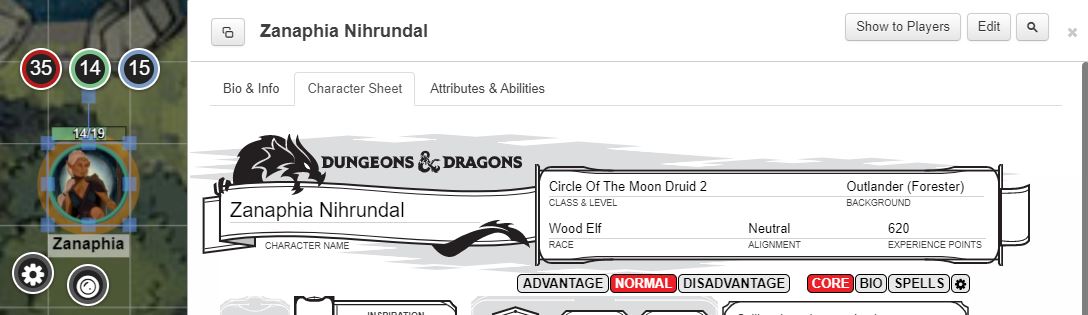 Zanaphia Nihrundal
Show to Players
Edit
35
14
15
Bio & Info
Character Sheet
Attributes & Abilities
14/19
Zanaphia
DUNGEONS & DRAGONS
Zanaphia Nihrundal
CHARACTER NAME
Circle Of The Moon Druid 2
Outlander (Forester)
CLASS & LEVEL
BACKGROUND
Wood Elf
Neutral
620
RACE
ALIGNMENT
EXPERIENCE POINTS
ADVANTAGE
NORMAL
DISADVANTAGE
CORE
BIO
SPELLS
INSPIRATION